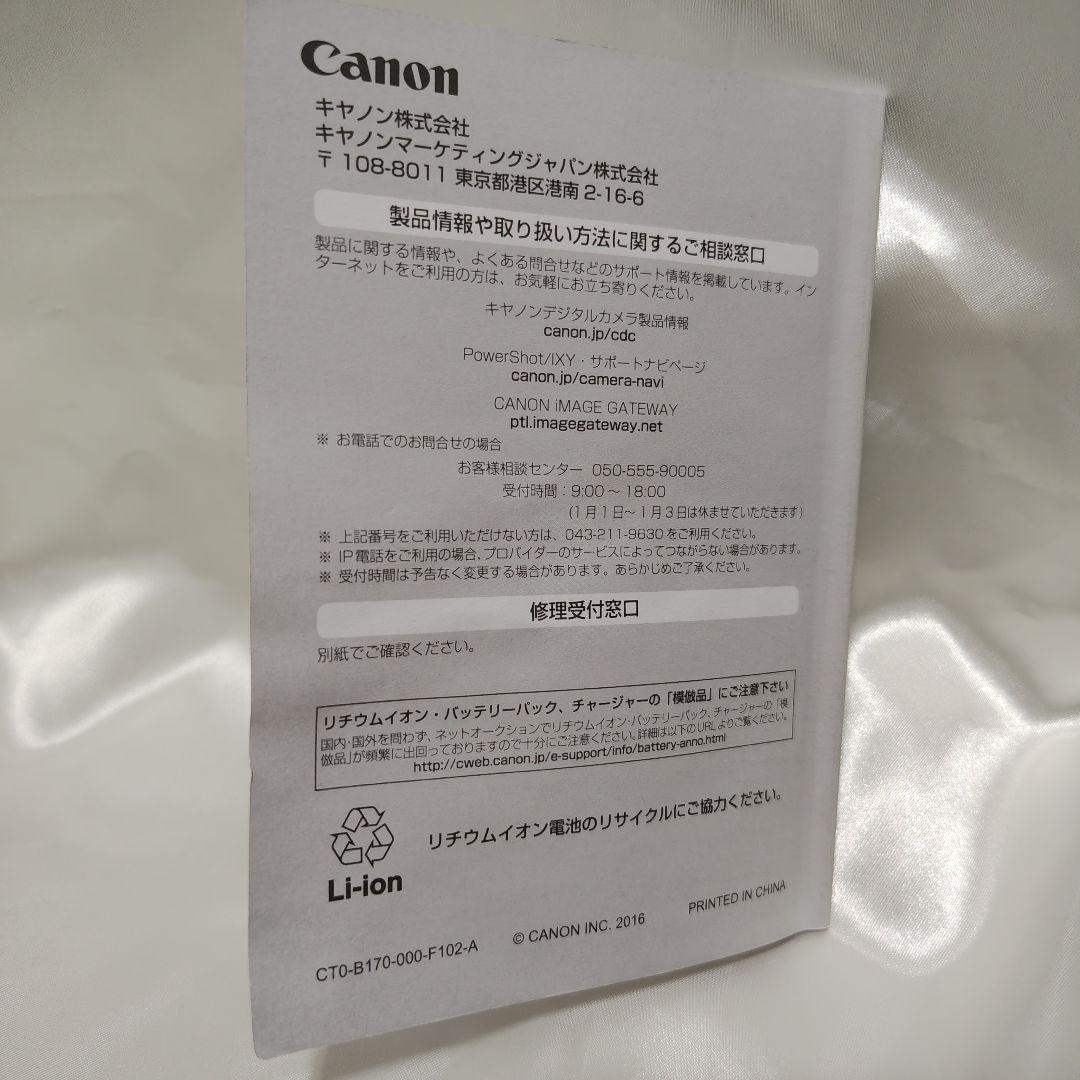 Canon
キヤノン株式会社
キヤノンマーケティングジャパン株式会社
〒 108-8011 東京都港区港南 2-16-6
製品情報や取り扱い方法に関するご相談窓口
製品に関する情報や、よくある問合せなどのサポート情報を掲載しています。イン
ターネットをご利用の方は、お気軽にお立ち寄りください。
キヤノンデジタルカメラ製品情報
canon.jp/cdc
PowerShot/IXY・サポートナビページ
canon.jp/camera-navi
CANON iMAGE GATEWAY
ptl.imagegateway.net
※ お電話でのお問合せの場合
お客様相談センター 050-555-90005
受付時間：9:00 ～ 18:00
(1月1日～1月3日は休ませていただきます)
※ 上記番号をご利用いただけない方は、043-211-9630をご利用ください。
※ IP電話をご利用の場合、プロバイダーのサービスによってつながらない場合があります。
※ 受付時間は予告なく変更する場合があります。あらかじめご了承ください。
修理受付窓口
別紙でご確認ください。
リチウムイオン・バッテリーパック、チャージャーの「模倣品」にご注意下さい
国内・国外を問わず、ネットオークションでリチウムイオン・バッテリーパック、チャージャーの「模
倣品」が頻繁に出回っておりますので十分にご注意ください。詳細は以下のURLよりご覧ください。
http://cweb.canon.jp/e-support/info/battery-anno.html
リチウムイオン電池のリサイクルにご協力ください。
Li-ion
CT0-B170-000-F102-A
© CANON INC. 2016
PRINTED IN CHINA